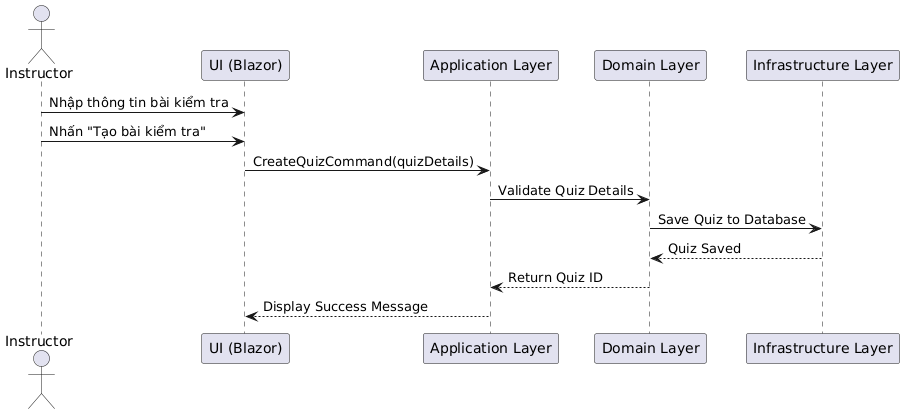 Instructor
UI (Blazor)
Application Layer
Domain Layer
Infrastructure Layer
Nhập thông tin bài kiểm tra
Nhấn "Tạo bài kiểm tra"
CreateQuizCommand(quizDetails)
Validate Quiz Details
Save Quiz to Database
Quiz Saved
Return Quiz ID
Display Success Message
Instructor
UI (Blazor)
Application Layer
Domain Layer
Infrastructure Layer